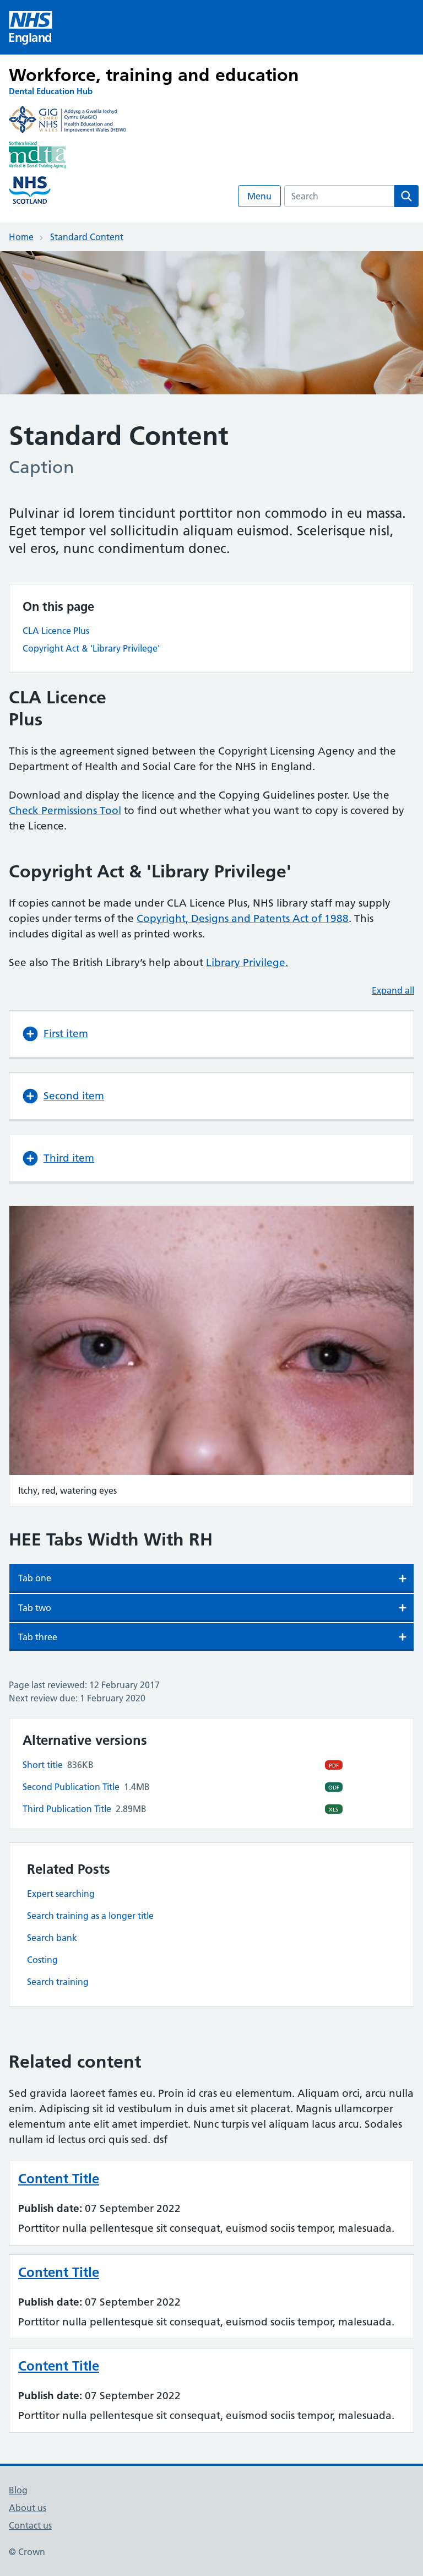 NHS
England
Workforce, training and education
Dental Education Hub
GIG
CYMRU
NHS
WALES
Addysg a Gwella Iechyd
Cymru (AaGIC)
Health Education and
Improvement Wales (HEIW)
Northern Ireland
mdta
Medical & Dental Training Agency
NHS
SCOTLAND
Menu
Search
Home
Standard Content
Standard Content
Caption
Pulvinar id lorem tincidunt porttitor non commodo in eu massa.
Eget tempor vel sollicitudin aliquam euismod. Scelerisque nisl,
vel eros, nunc condimentum donec.
On this page
CLA Licence Plus
Copyright Act & 'Library Privilege'
CLA Licence
Plus
This is the agreement signed between the Copyright Licensing Agency and the
Department of Health and Social Care for the NHS in England.
Download and display the licence and the Copying Guidelines poster. Use the
Check Permissions Tool to find out whether what you want to copy is covered by
the Licence.
Copyright Act & 'Library Privilege'
If copies cannot be made under CLA Licence Plus, NHS library staff may supply
copies under terms of the Copyright, Designs and Patents Act of 1988. This
includes digital as well as printed works.
See also The British Library’s help about Library Privilege.
Expand all
First item
Second item
Third item
Itchy, red, watering eyes
HEE Tabs Width With RH
Tab one
Tab two
Tab three
Page last reviewed: 12 February 2017
Next review due: 1 February 2020
Alternative versions
Short title 836KB PDF
Second Publication Title 1.4MB ODF
Third Publication Title 2.89MB XLS
Related Posts
Expert searching
Search training as a longer title
Search bank
Costing
Search training
Related content
Sed gravida laoreet fames eu. Proin id cras eu elementum. Aliquam orci, arcu nulla
enim. Adipiscing sit id vestibulum in duis amet sit placerat. Magnis ullamcorper
elementum ante elit amet imperdiet. Nunc turpis vel aliquam lacus arcu. Sodales
nullam id lectus orci quis sed. dsf
Content Title
Publish date: 07 September 2022
Porttitor nulla pellentesque sit consequat, euismod sociis tempor, malesuada.
Content Title
Publish date: 07 September 2022
Porttitor nulla pellentesque sit consequat, euismod sociis tempor, malesuada.
Content Title
Publish date: 07 September 2022
Porttitor nulla pellentesque sit consequat, euismod sociis tempor, malesuada.
Blog
About us
Contact us
© Crown